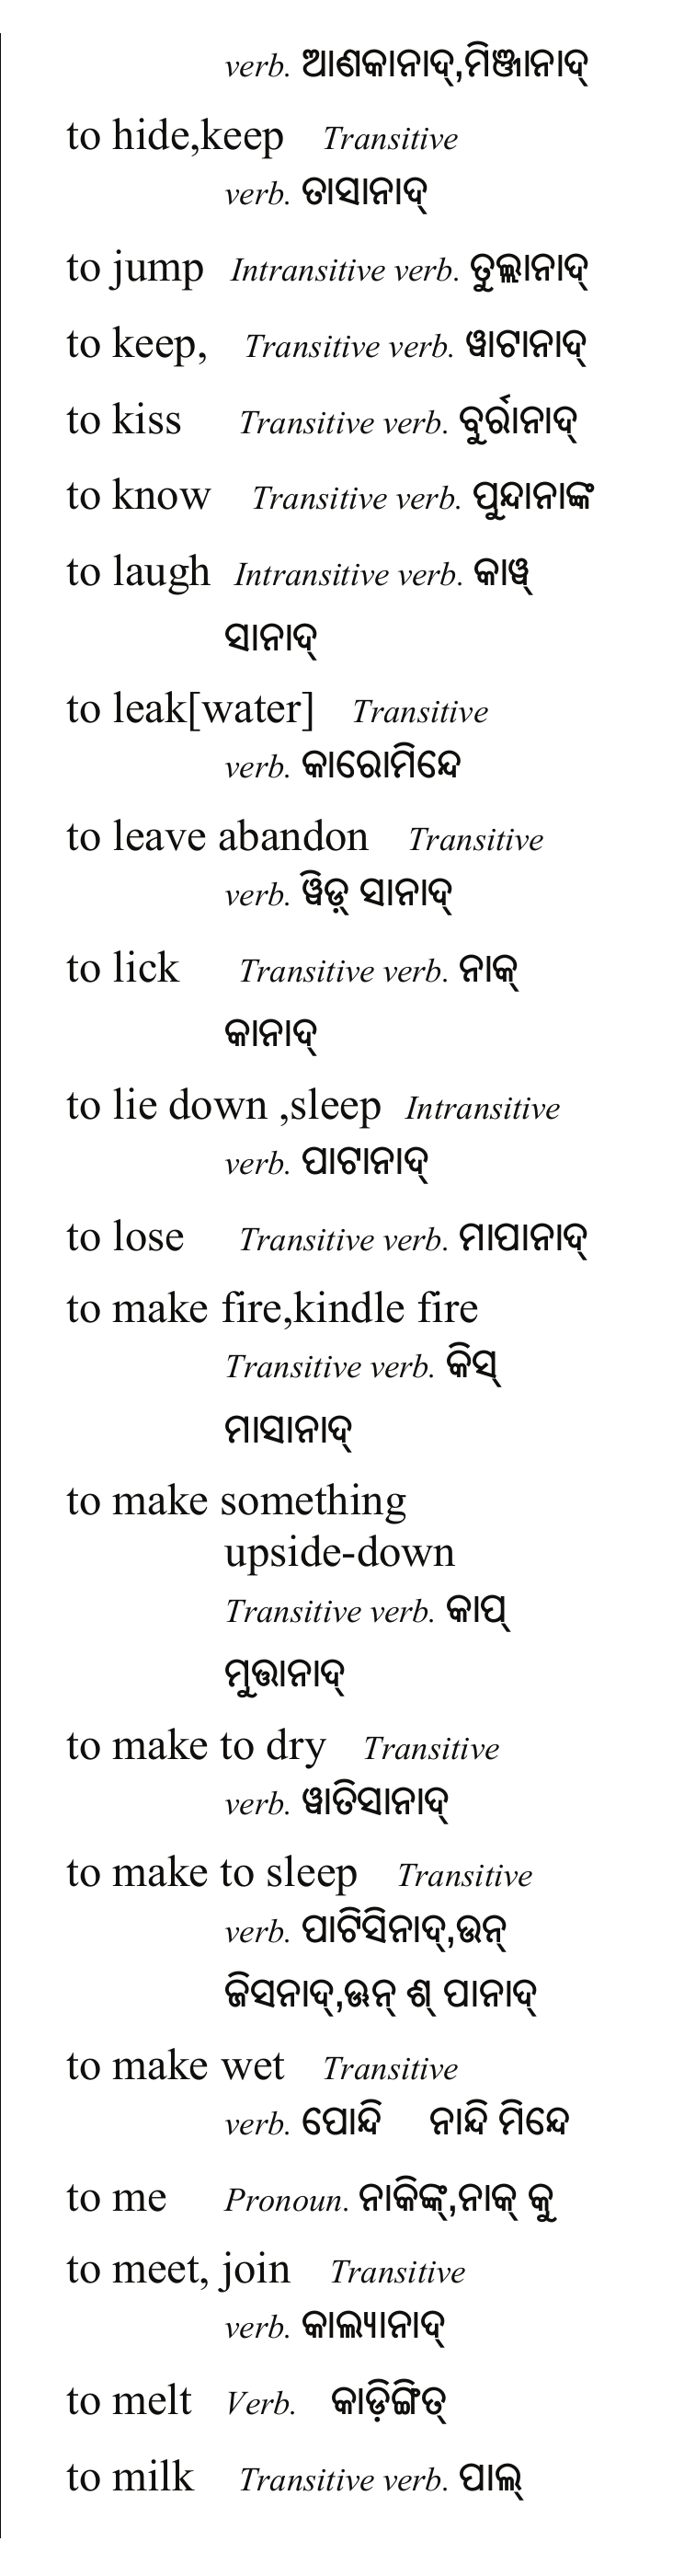 verb. ଆଣକାନାଦ୍,ମିଞ୍ଜାନାଦ୍
to hide,keep Transitive
verb. ତାସାନାଦ୍
to jump Intransitive verb. ତୁଲ୍ଲାନାଦ୍
to keep, Transitive verb. ୱାଟାନାଦ୍
to kiss Transitive verb. ବୁର୍ରାନାଦ୍
to know Transitive verb. ପୁନ୍ଦାନାଙ୍କ
to laugh Intransitive verb. କାୱ୍
ସାନାଦ୍
to leak[water] Transitive
verb. କାରୋମିନ୍ଦେ
to leave abandon Transitive
verb. ୱିଡ଼୍ ସାନାଦ୍
to lick Transitive verb. ନାକ୍
କାନାଦ୍
to lie down ,sleep Intransitive
verb. ପାଟାନାଦ୍
to lose Transitive verb. ମାପାନାଦ୍
to make fire,kindle fire
Transitive verb. କିସ୍
ମାସାନାଦ୍
to make something
upside-down
Transitive verb. କାପ୍
ମୁତ୍ତାନାଦ୍
to make to dry Transitive
verb. ୱାତିସାନାଦ୍
to make to sleep Transitive
verb. ପାଟିସିନାଦ୍,ଉନ୍
ଜିସନାଦ୍,ଊନ୍ ଶ୍ ପାନାଦ୍
to make wet Transitive
verb. ପୋନ୍ଦି ନାନ୍ଦି ମିନ୍ଦେ
to me Pronoun. ନାକିଙ୍କ୍,ନାକ୍ କୁ
to meet, join Transitive
verb. କାଲ୍ୟାନାଦ୍
to melt Verb. କାଡ଼ିଙ୍ଗିତ୍
to milk Transitive verb. ପାଲ୍